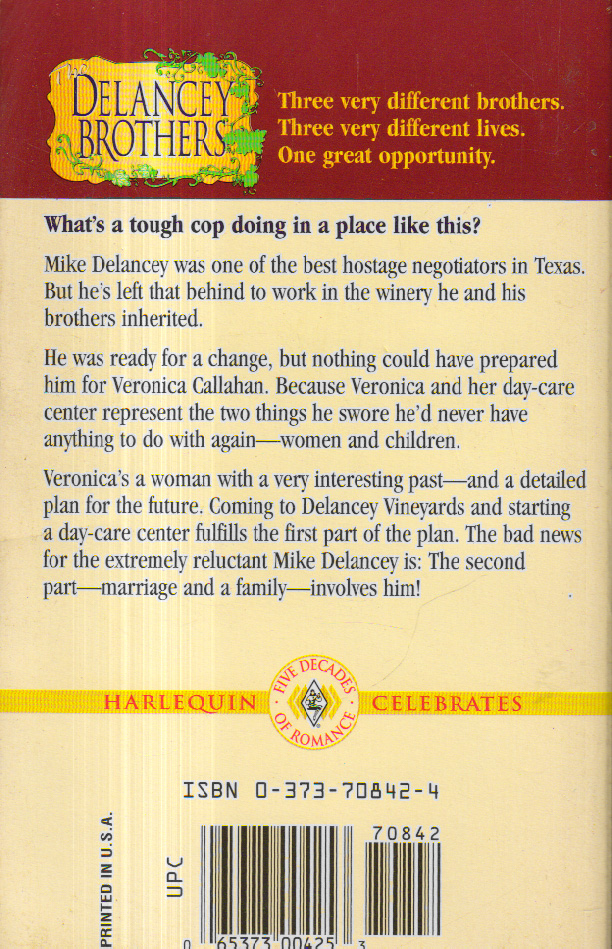 The
DELANCEY
BROTHERS
Three very different brothers.
Three very different lives.
One great opportunity.
What's a tough cop doing in a place like this?
Mike Delancey was one of the best hostage negotiators in Texas.
But he's left that behind to work in the winery he and his
brothers inherited.
He was ready for a change, but nothing could have prepared
him for Veronica Callahan. Because Veronica and her day-care
center represent the two things he swore he'd never have
anything to do with again—women and children.
Veronica's a woman with a very interesting past—and a detailed
plan for the future. Coming to Delancey Vineyards and starting
a day-care center fulfills the first part of the plan. The bad news
for the extremely reluctant Mike Delancey is: The second
part—marriage and a family—involves him!
HARLEQUIN
· FIVE DECADES ·
OF ROMANCE
CELEBRATES
ISBN 0-373-70842-4
70842
UPC
PRINTED IN U.S.A.
0 65373 00425 3